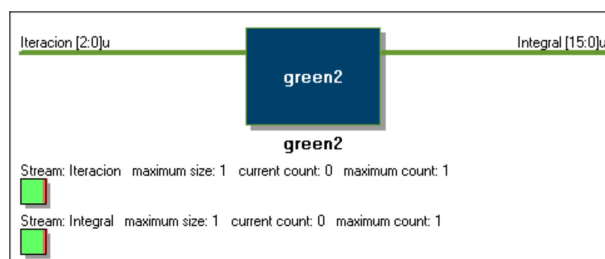 Iteracion [2:0]u
Integral [15:0]u
green2
green2
Stream: Iteracion maximum size: 1 current count: 0 maximum count: 1
Stream: Integral maximum size: 1 current count: 0 maximum count: 1